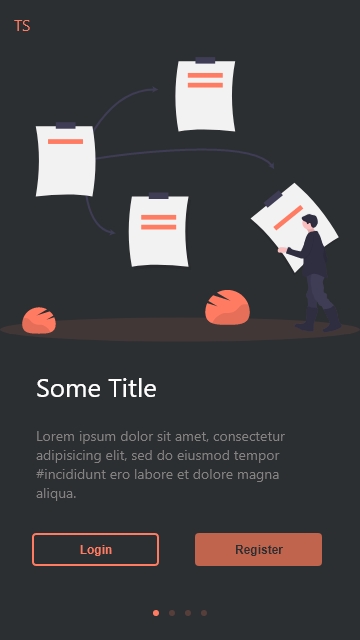 TS
Some Title
Lorem ipsum dolor sit amet, consectetur
adipisicing elit, sed do eiusmod tempor
#incididunt ero labore et dolore magna
aliqua.
Login
Register